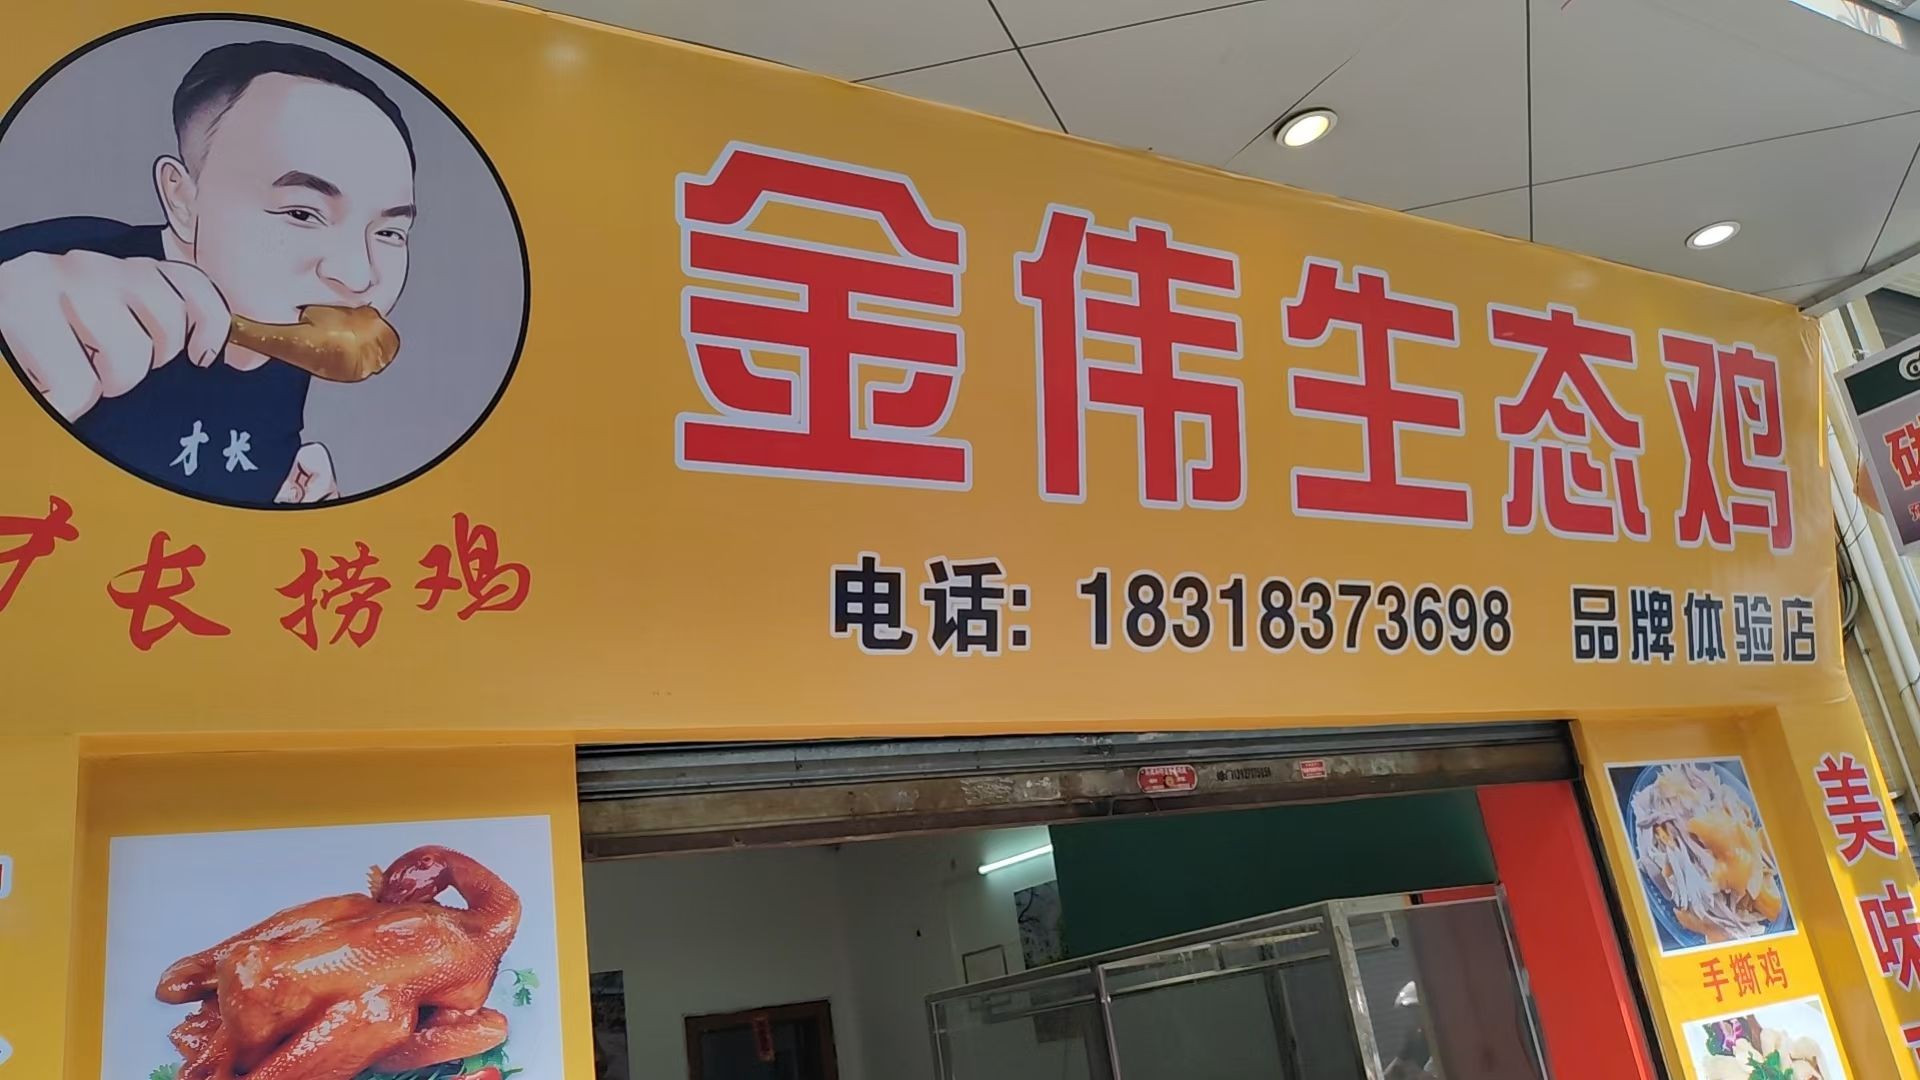 金伟生态鸡
才长
才长捞鸡
电话: 18318373698 品牌体验店
手撕鸡
美味